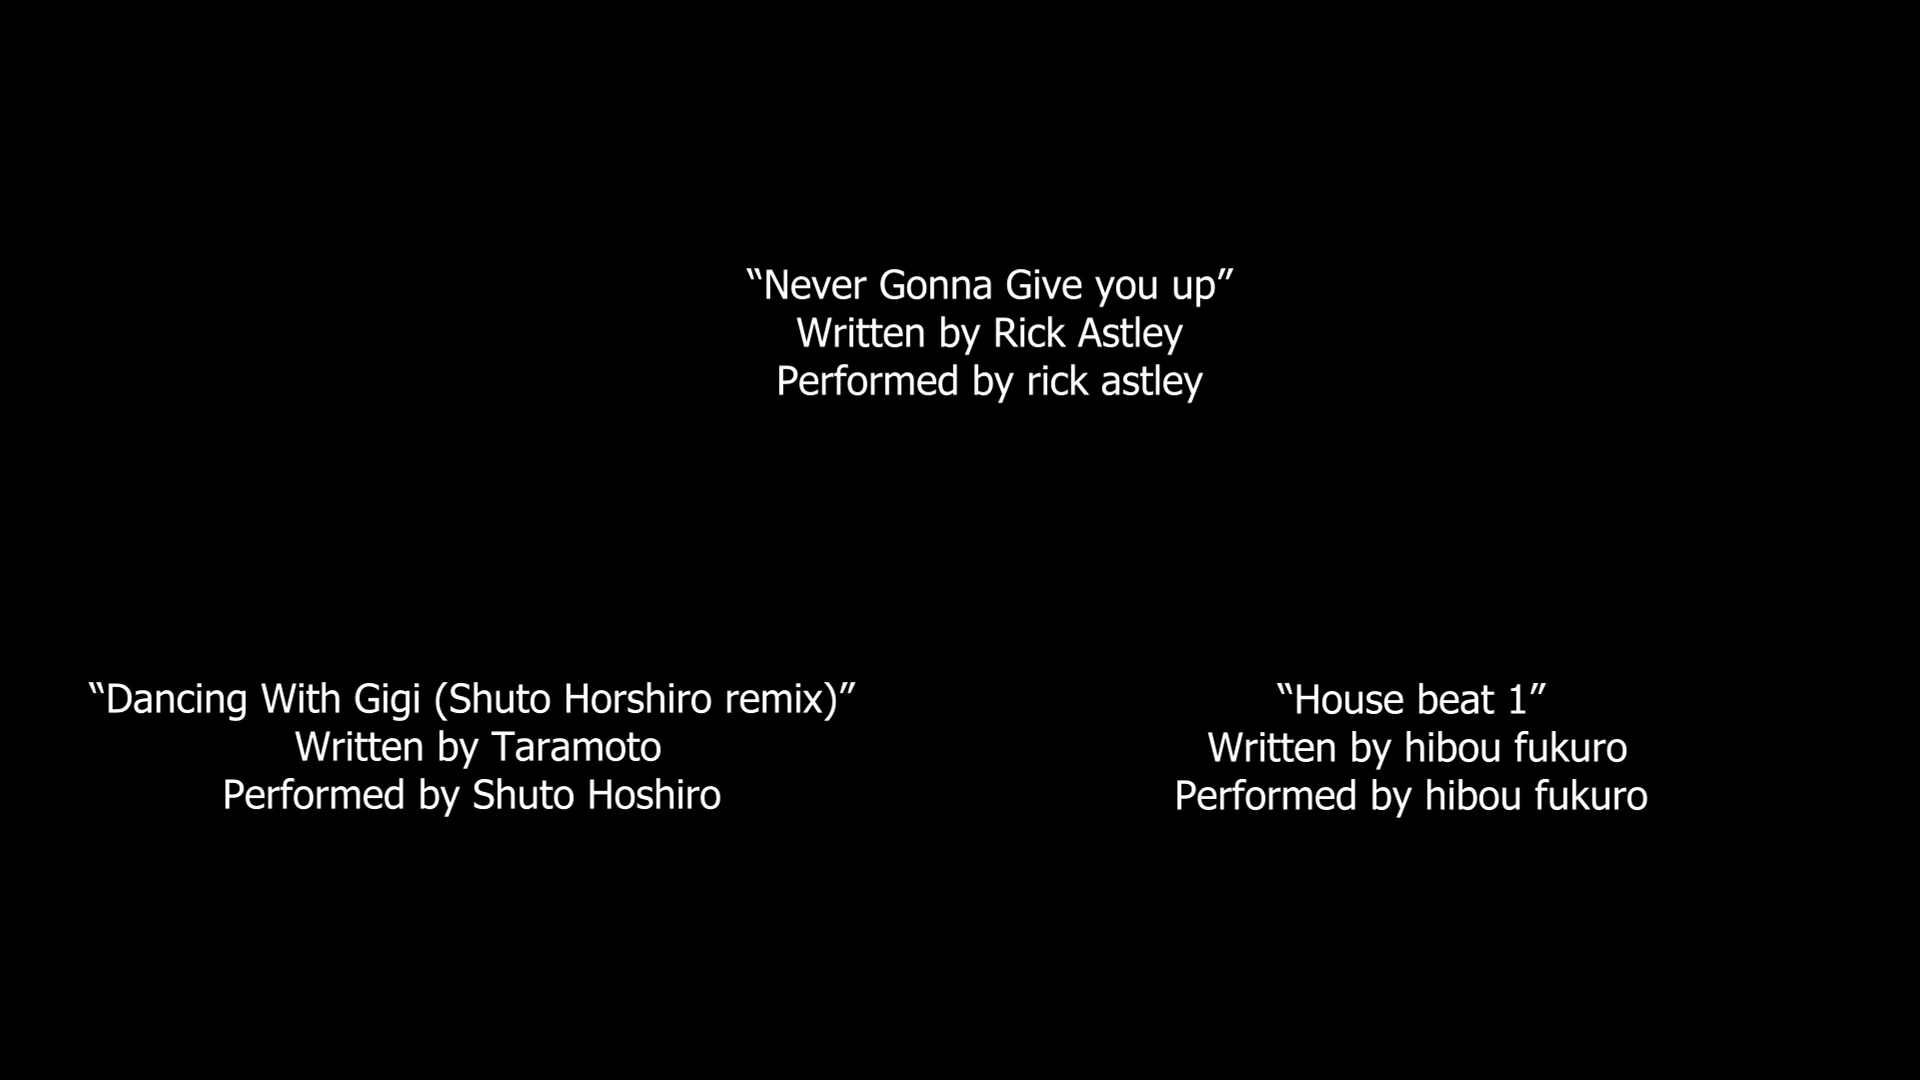 “Never Gonna Give you up”
Written by Rick Astley
Performed by rick astley
“Dancing With Gigi (Shuto Horshiro remix)”
Written by Taramoto
Performed by Shuto Hoshiro
“House beat 1”
Written by hibou fukuro
Performed by hibou fukuro